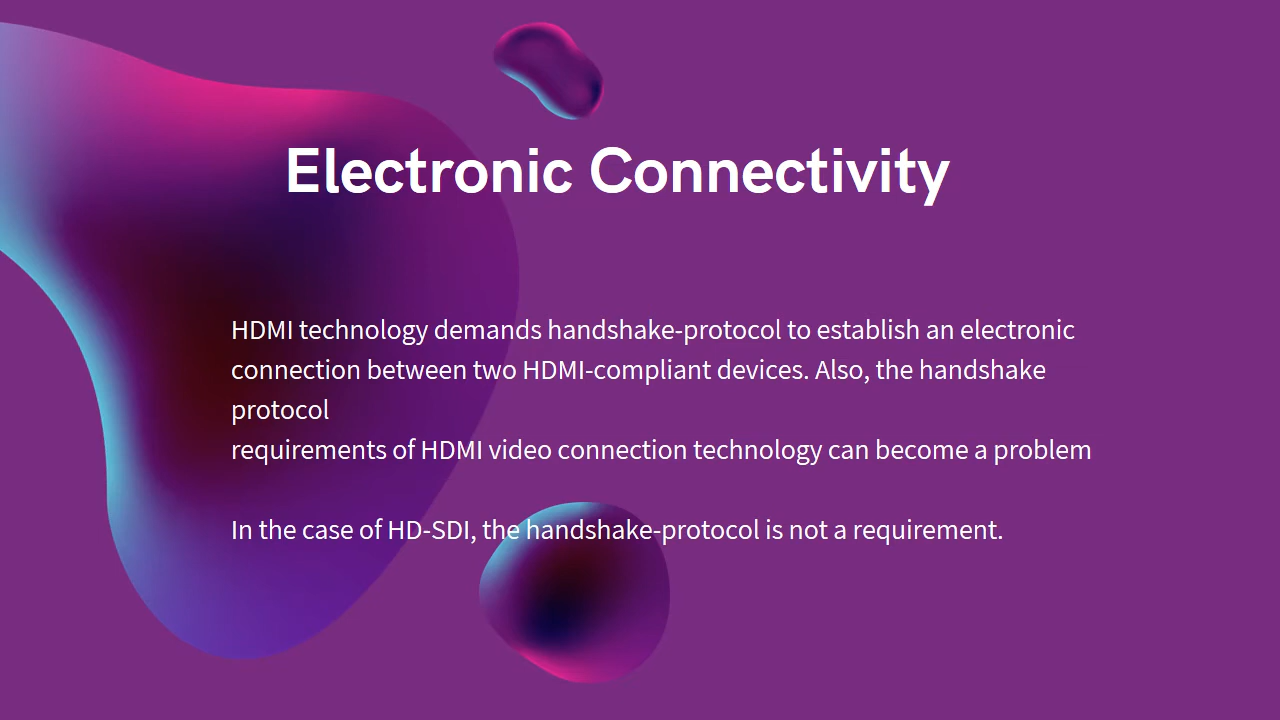 Electronic Connectivity
HDMI technology demands handshake-protocol to establish an electronic
connection between two HDMI-compliant devices. Also, the handshake
protocol
requirements of HDMI video connection technology can become a problem
In the case of HD-SDI, the handshake-protocol is not a requirement.